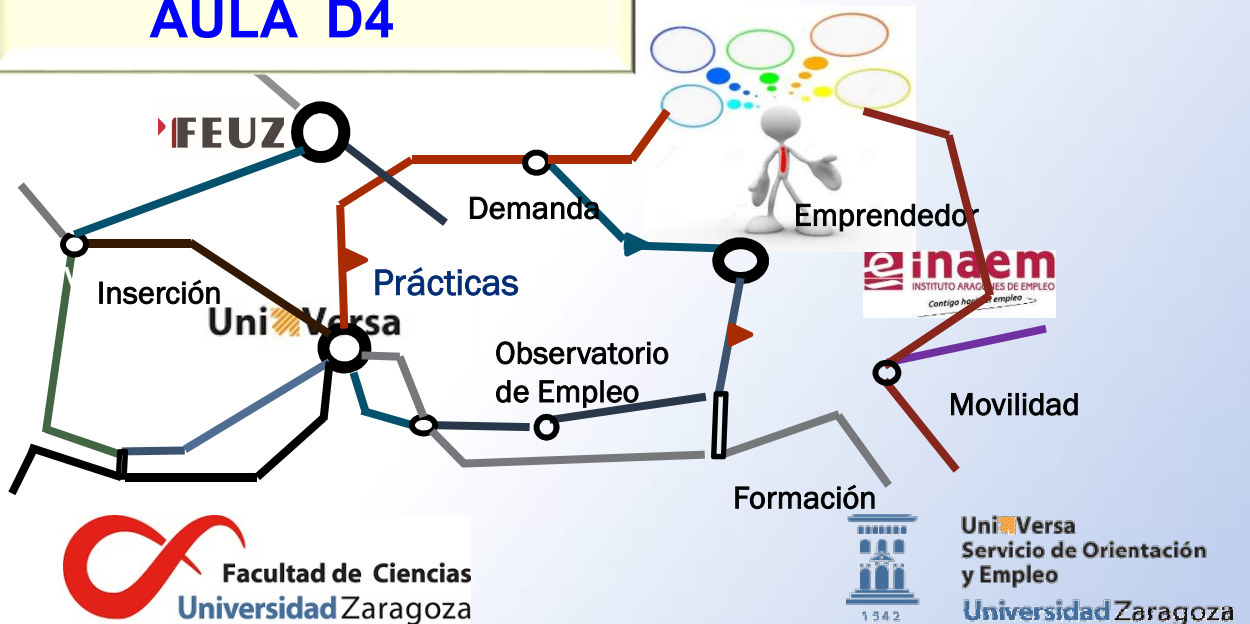 AULA D4
FEUZ
Demanda
Emprendedor
Prácticas
inaem
INSTITUTO ARAGONES DE EMPLEO
Contigo hacia el empleo
Inserción
UniVersa
Observatorio
de Empleo
Movilidad
Formación
Facultad de Ciencias
Universidad Zaragoza
1542
UniVersa
Servicio de Orientación
y Empleo
Universidad Zaragoza